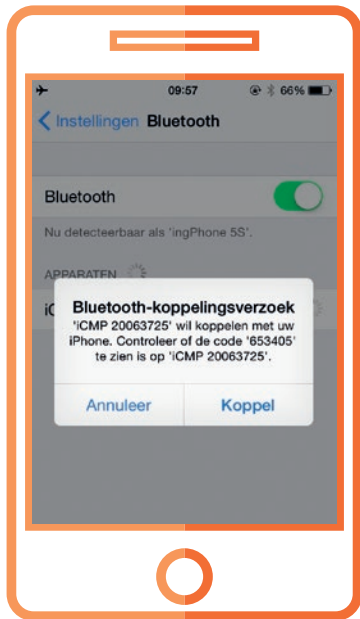 09:57 66%
Instellingen Bluetooth
Bluetooth
Nu detecteerbaar als 'ingPhone 5S'.
APPARATEN
iC
Bluetooth-koppelingsverzoek
'iCMP 20063725' wil koppelen met uw
iPhone. Controleer of de code '653405'
te zien is op 'iCMP 20063725'.
Annuleer Koppel